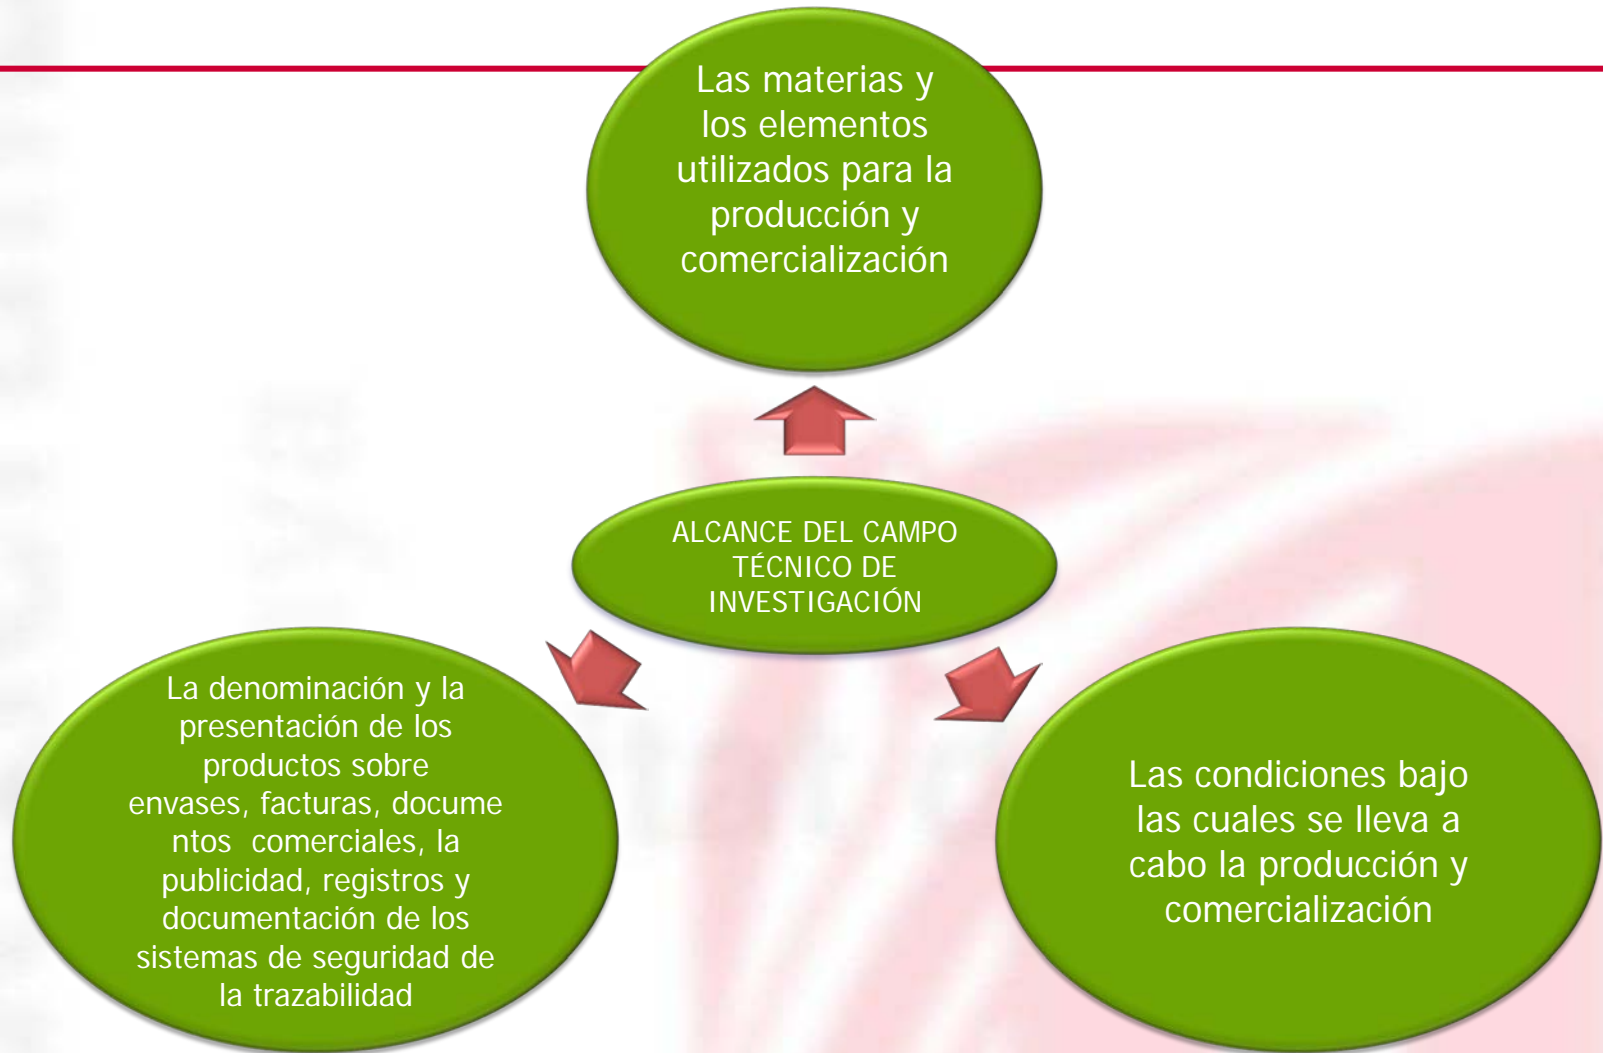 Las materias y
los elementos
utilizados para la
producción y
comercialización
ALCANCE DEL CAMPO
TÉCNICO DE
INVESTIGACIÓN
La denominación y la
presentación de los
productos sobre
envases, facturas, docume
ntos comerciales, la
publicidad, registros y
documentación de los
sistemas de seguridad de
la trazabilidad
Las condiciones bajo
las cuales se lleva a
cabo la producción y
comercialización